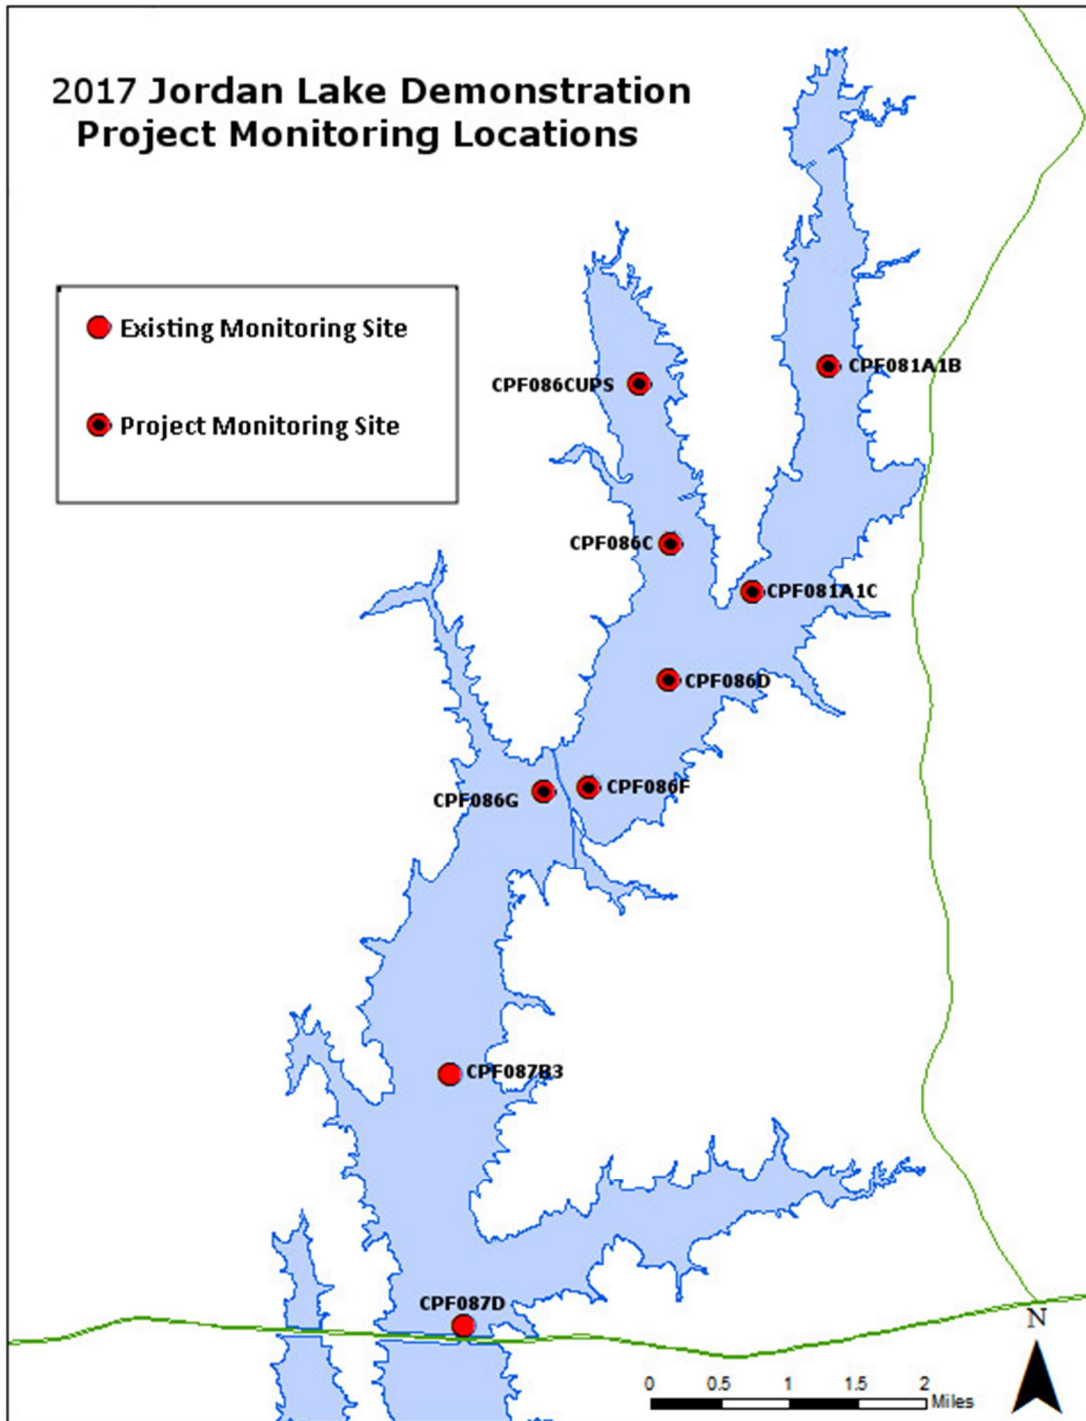 2017 Jordan Lake Demonstration
Project Monitoring Locations
Existing Monitoring Site
Project Monitoring Site
CPF081A1B
CPF086CUPS
CPF086C
CPF081A1C
CPF086D
CPF086F
CPF086G
CPF087B3
CPF087D
N
0 0.5 1 1.5 2
Miles